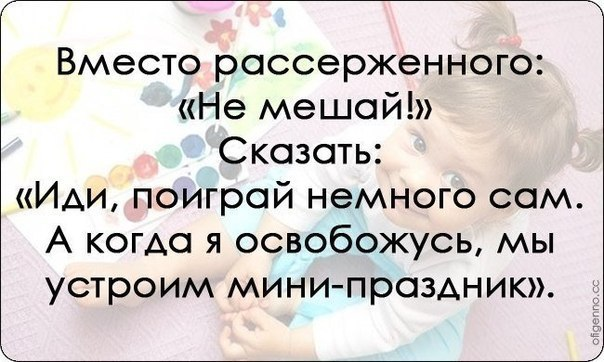 Вместо рассерженного:
«Не мешай!»
Сказать:
«Иди, поиграй немного сам.
А когда я освобожусь, мы
устроим мини-праздник».
ofigenno.cc